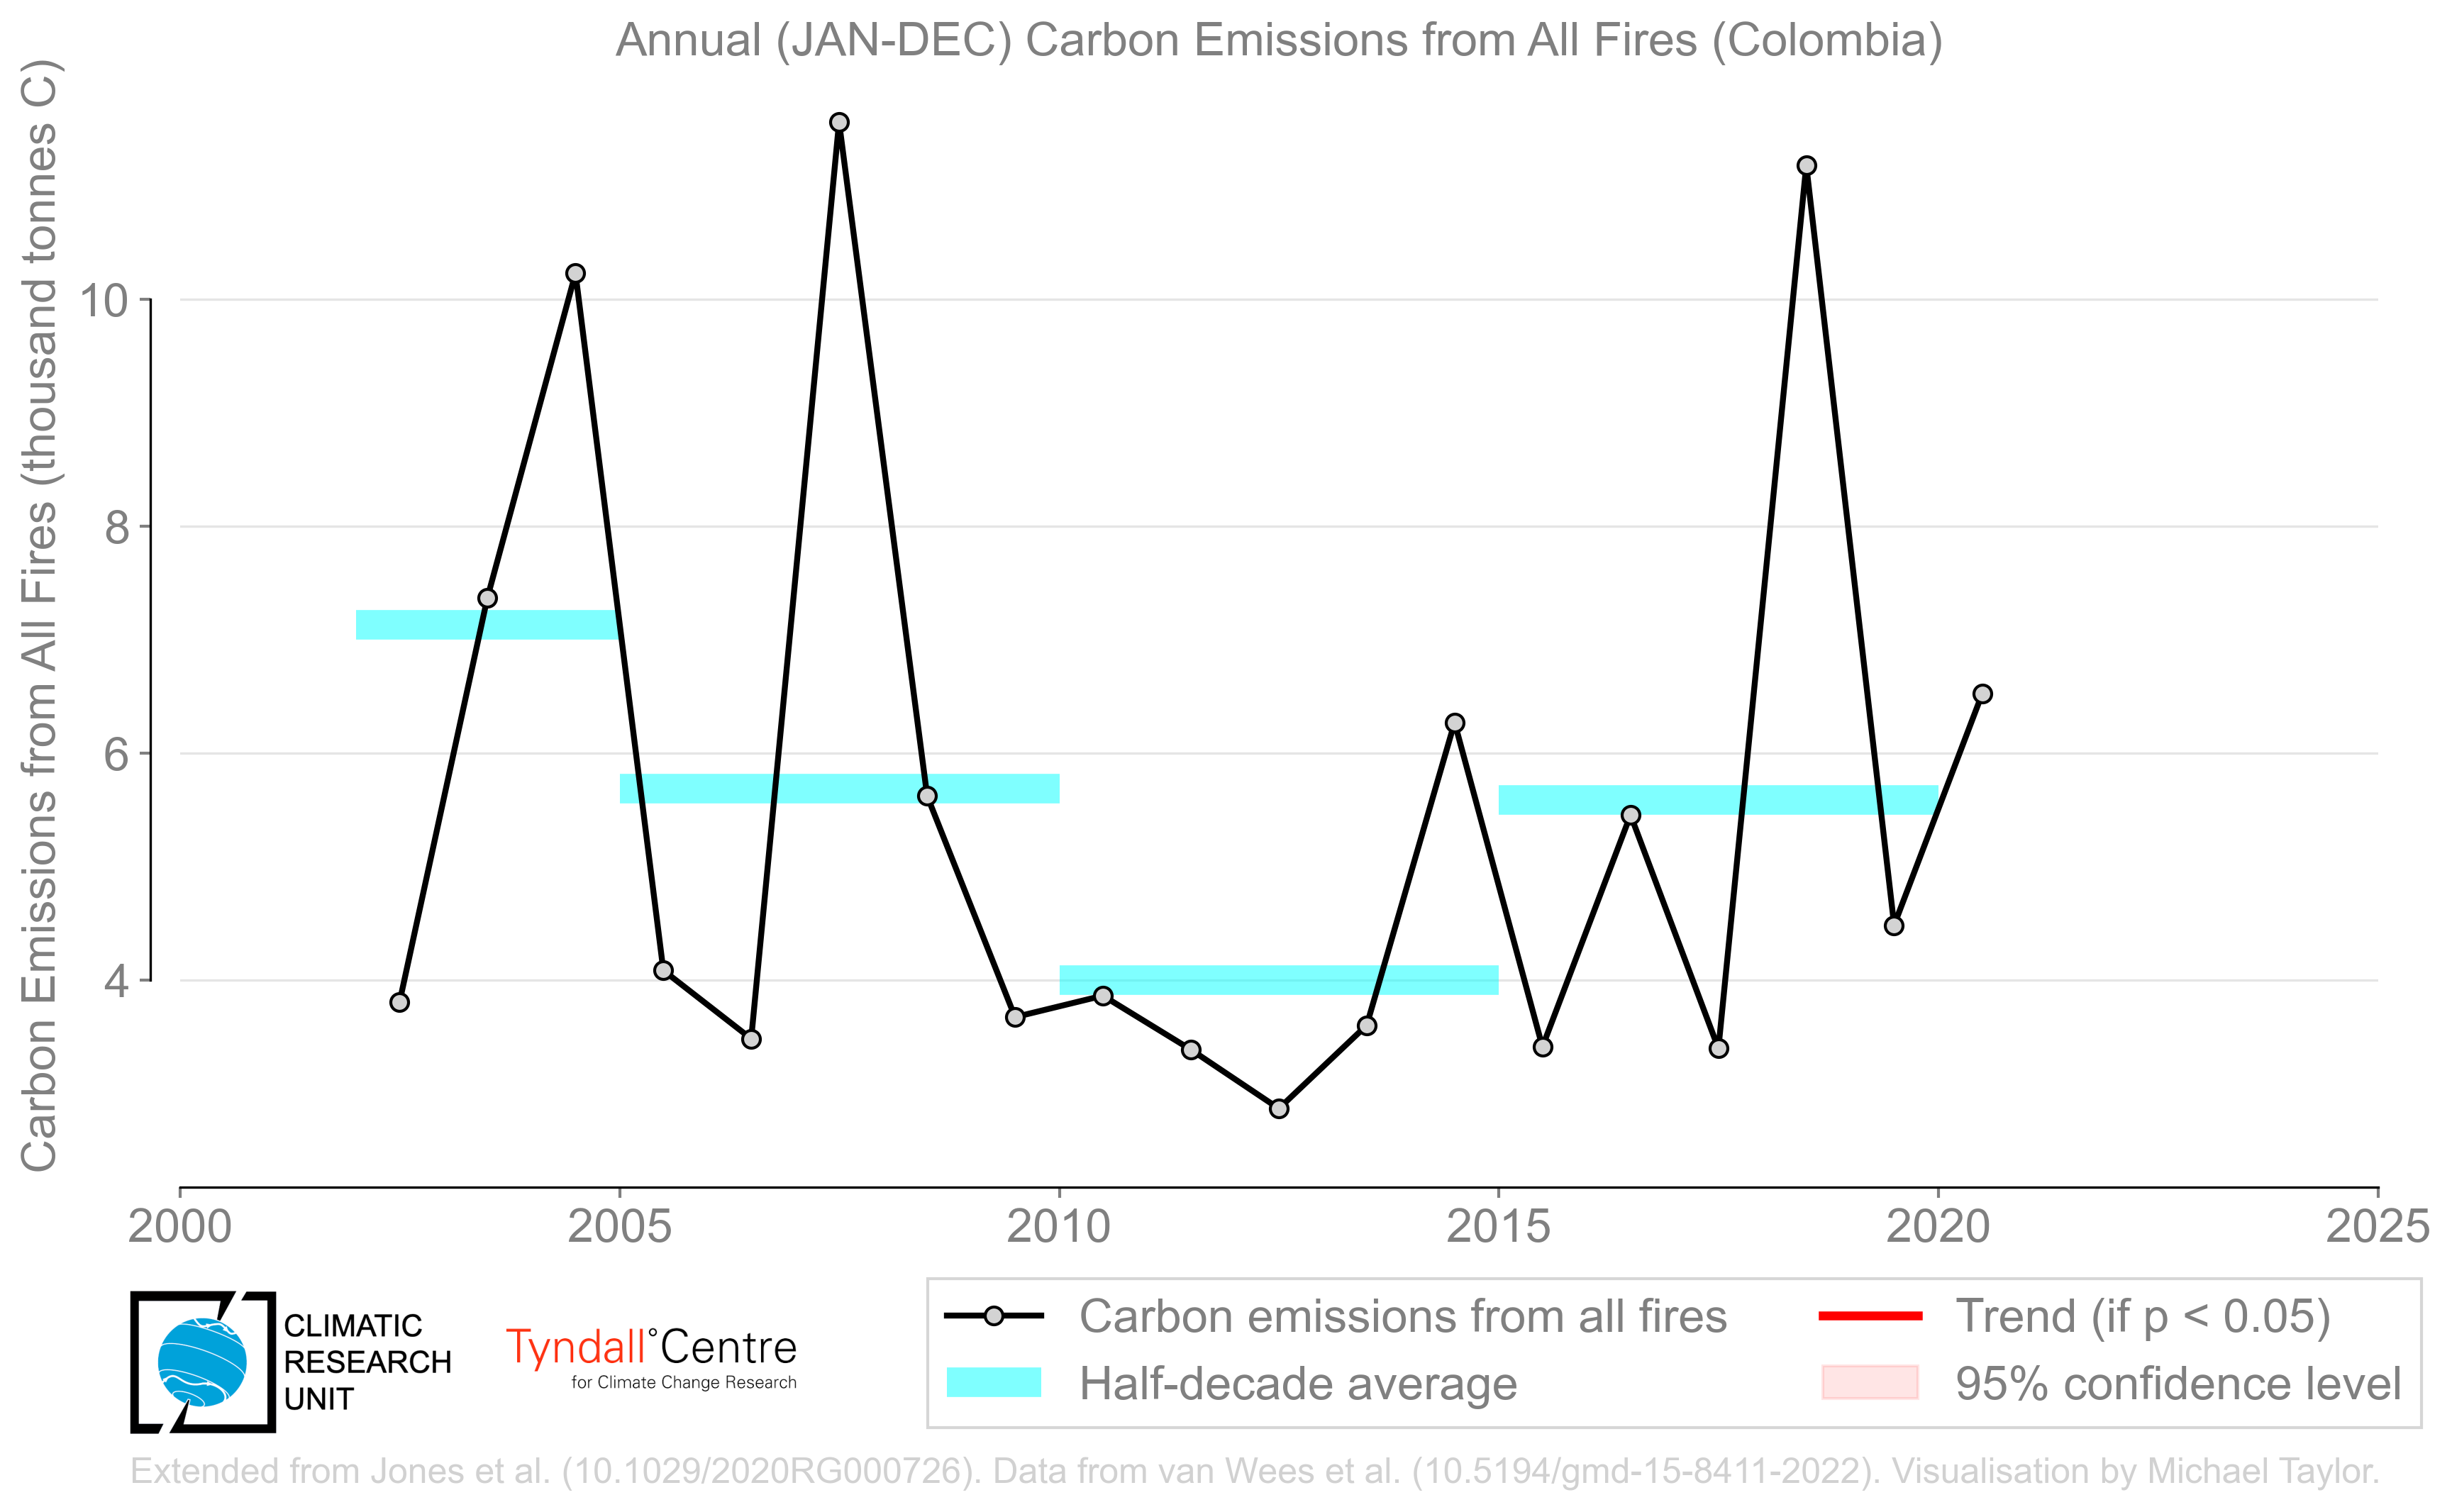 Annual (JAN-DEC) Carbon Emissions from All Fires (Colombia)
Carbon Emissions from All Fires (thousand tonnes C)
10
8
6
4
2000 2005 2010 2015 2020 2025
CLIMATIC
RESEARCH
UNIT
Tyndall°Centre
for Climate Change Research
Carbon emissions from all fires
Half-decade average
Trend (if p < 0.05)
95% confidence level
Extended from Jones et al. (10.1029/2020RG000726). Data from van Wees et al. (10.5194/gmd-15-8411-2022). Visualisation by Michael Taylor.